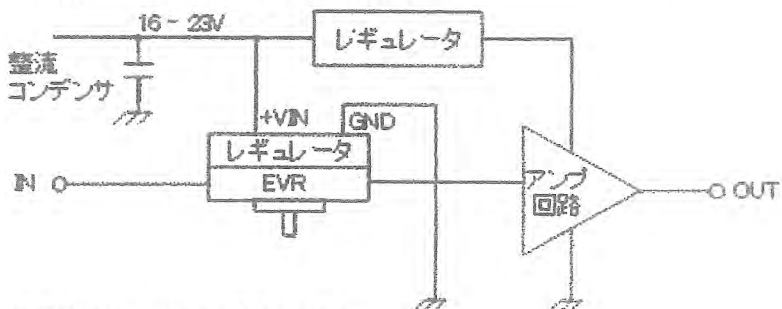 16-23V
レギュレータ
整流
コンデンサ
+VIN
GND
レギュレータ
IN
EVR
アンプ
回路
OUT